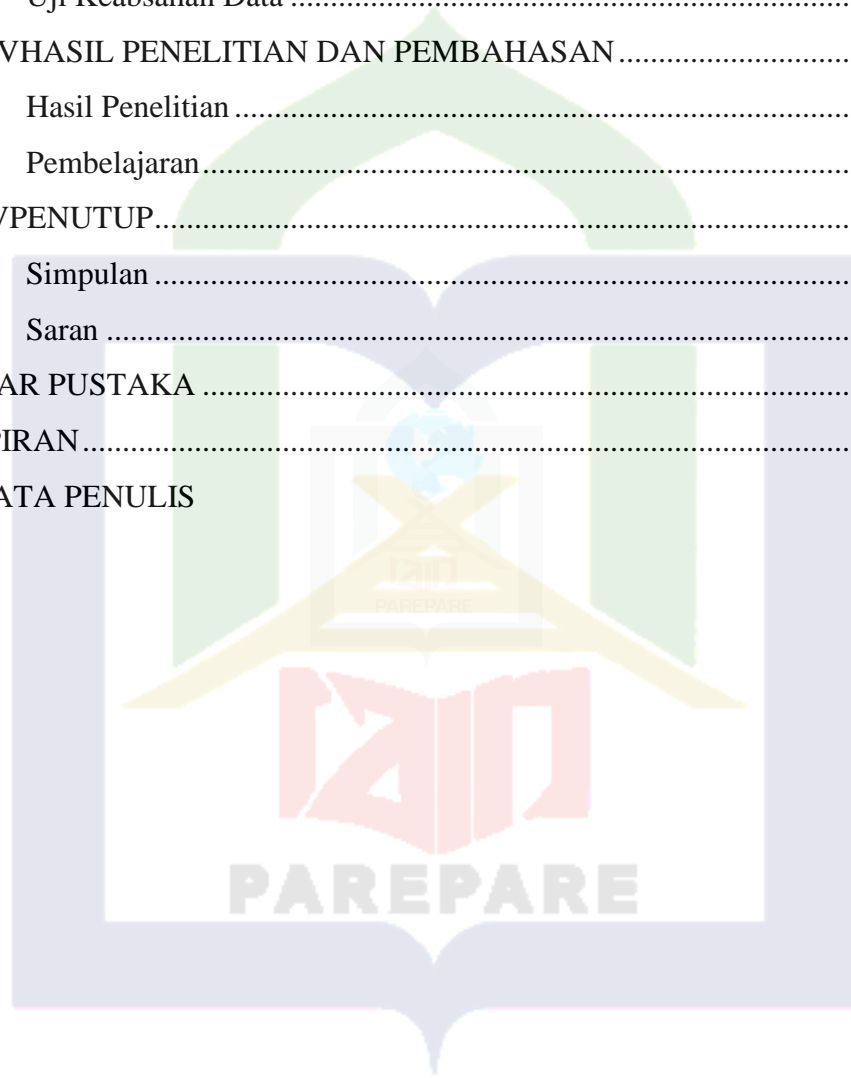 Uji Keabsahan Data ........................................................................
VHASIL PENELITIAN DAN PEMBAHASAN ..............................
Hasil Penelitian ...............................................................................
Pembelajaran...................................................................................
VPENUTUP.........................................................................................
Simpulan .........................................................................................
Saran ...............................................................................................
AR PUSTAKA ...................................................................................
PIRAN..................................................................................................
ATA PENULIS
PAREPARE
PAREPARE